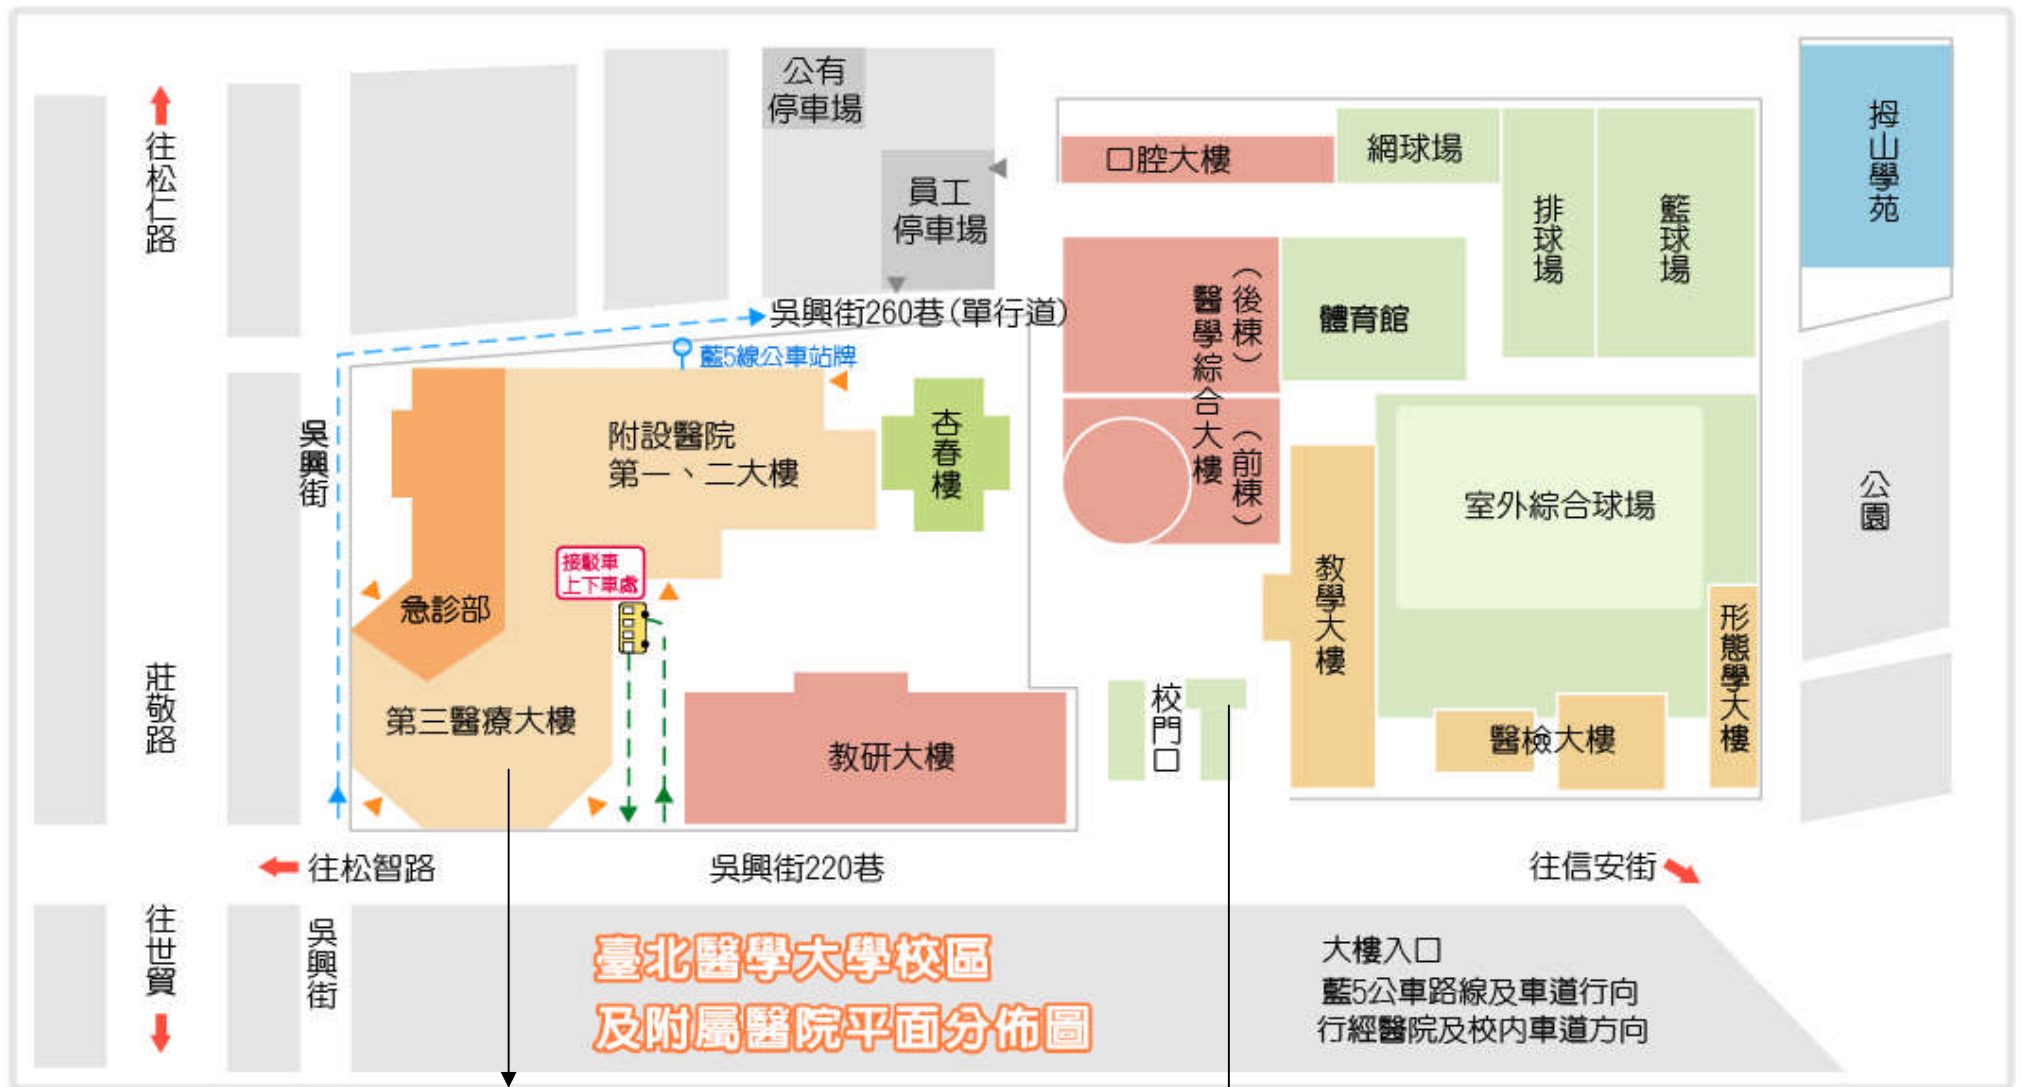 公有
停車場
員工
停車場
口腔大樓
網球場
排球場
籃球場
拇山學苑
往松仁路
吳興街260巷(單行道)
藍5線公車站牌
醫學綜合大樓
(後棟)
(前棟)
體育館
吳興街
附設醫院
第一、二大樓
杏春樓
室外綜合球場
公園
接駁車
上下車處
急診部
教學大樓
形態學大樓
莊敬路
第三醫療大樓
教研大樓
校門口
醫檢大樓
往松智路
吳興街220巷
往信安街
往世貿
吳興街
臺北醫學大學校區
及附屬醫院平面分佈圖
大樓入口
藍5公車路線及車道行向
行經醫院及校內車道方向